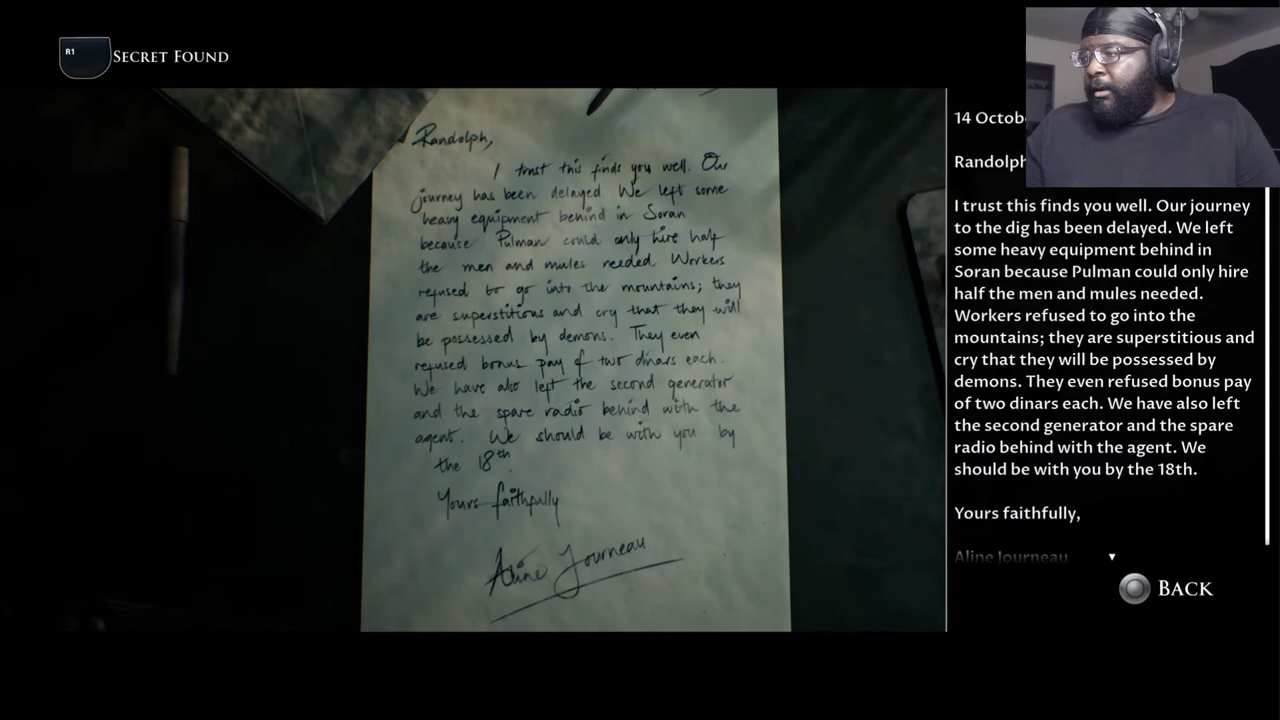 R1
SECRET FOUND
Randolph,
I trust this finds you well. Our
journey has been delayed. We left some
heavy equipment behind in Soran
because Pulman could only hire half
the men and mules needed. Workers
refused to go into the mountains; they
are superstitious and cry that they will
be possessed by demons. They even
refused bonus pay of two dinars each.
We have also left the second generator
and the spare radio behind with the
agent. We should be with you by
the 18th.
Yours faithfully
Aline Journeau
14 Octobe
Randolph
I trust this finds you well. Our journey
to the dig has been delayed. We left
some heavy equipment behind in
Soran because Pulman could only hire
half the men and mules needed.
Workers refused to go into the
mountains; they are superstitious and
cry that they will be possessed by
demons. They even refused bonus pay
of two dinars each. We have also left
the second generator and the spare
radio behind with the agent. We
should be with you by the 18th.
Yours faithfully,
Aline Journeau
BACK